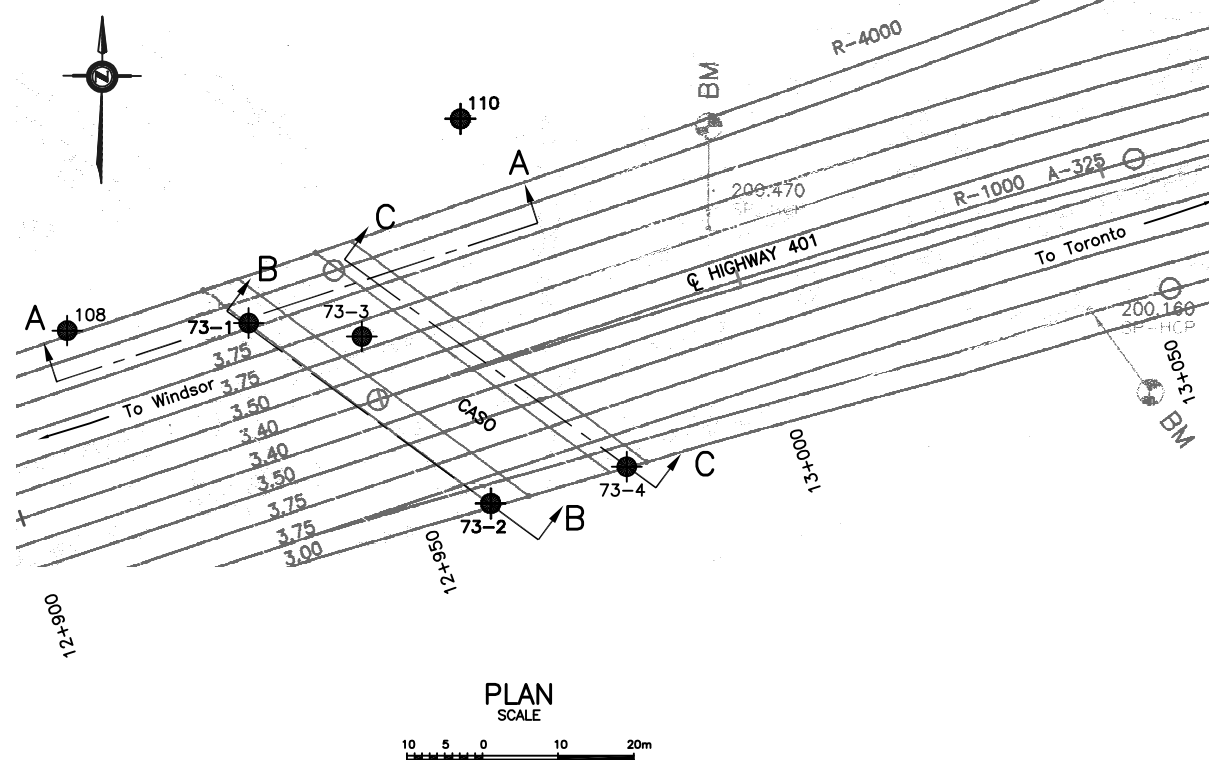 R-4000
BM
110
A
200.470
R-1000
A-325
C
℄ HIGHWAY 401
To Toronto
B
A
108
73-1
73-3
200.160
SP-HCP
3.75
To Windsor
3.75
3.50
CASO
3.40
3.40
3.50
3.75
3.75
3.00
13+050
BM
13+000
C
73-4
73-2
B
12+950
12+900
PLAN
SCALE
10 5 0 10 20m